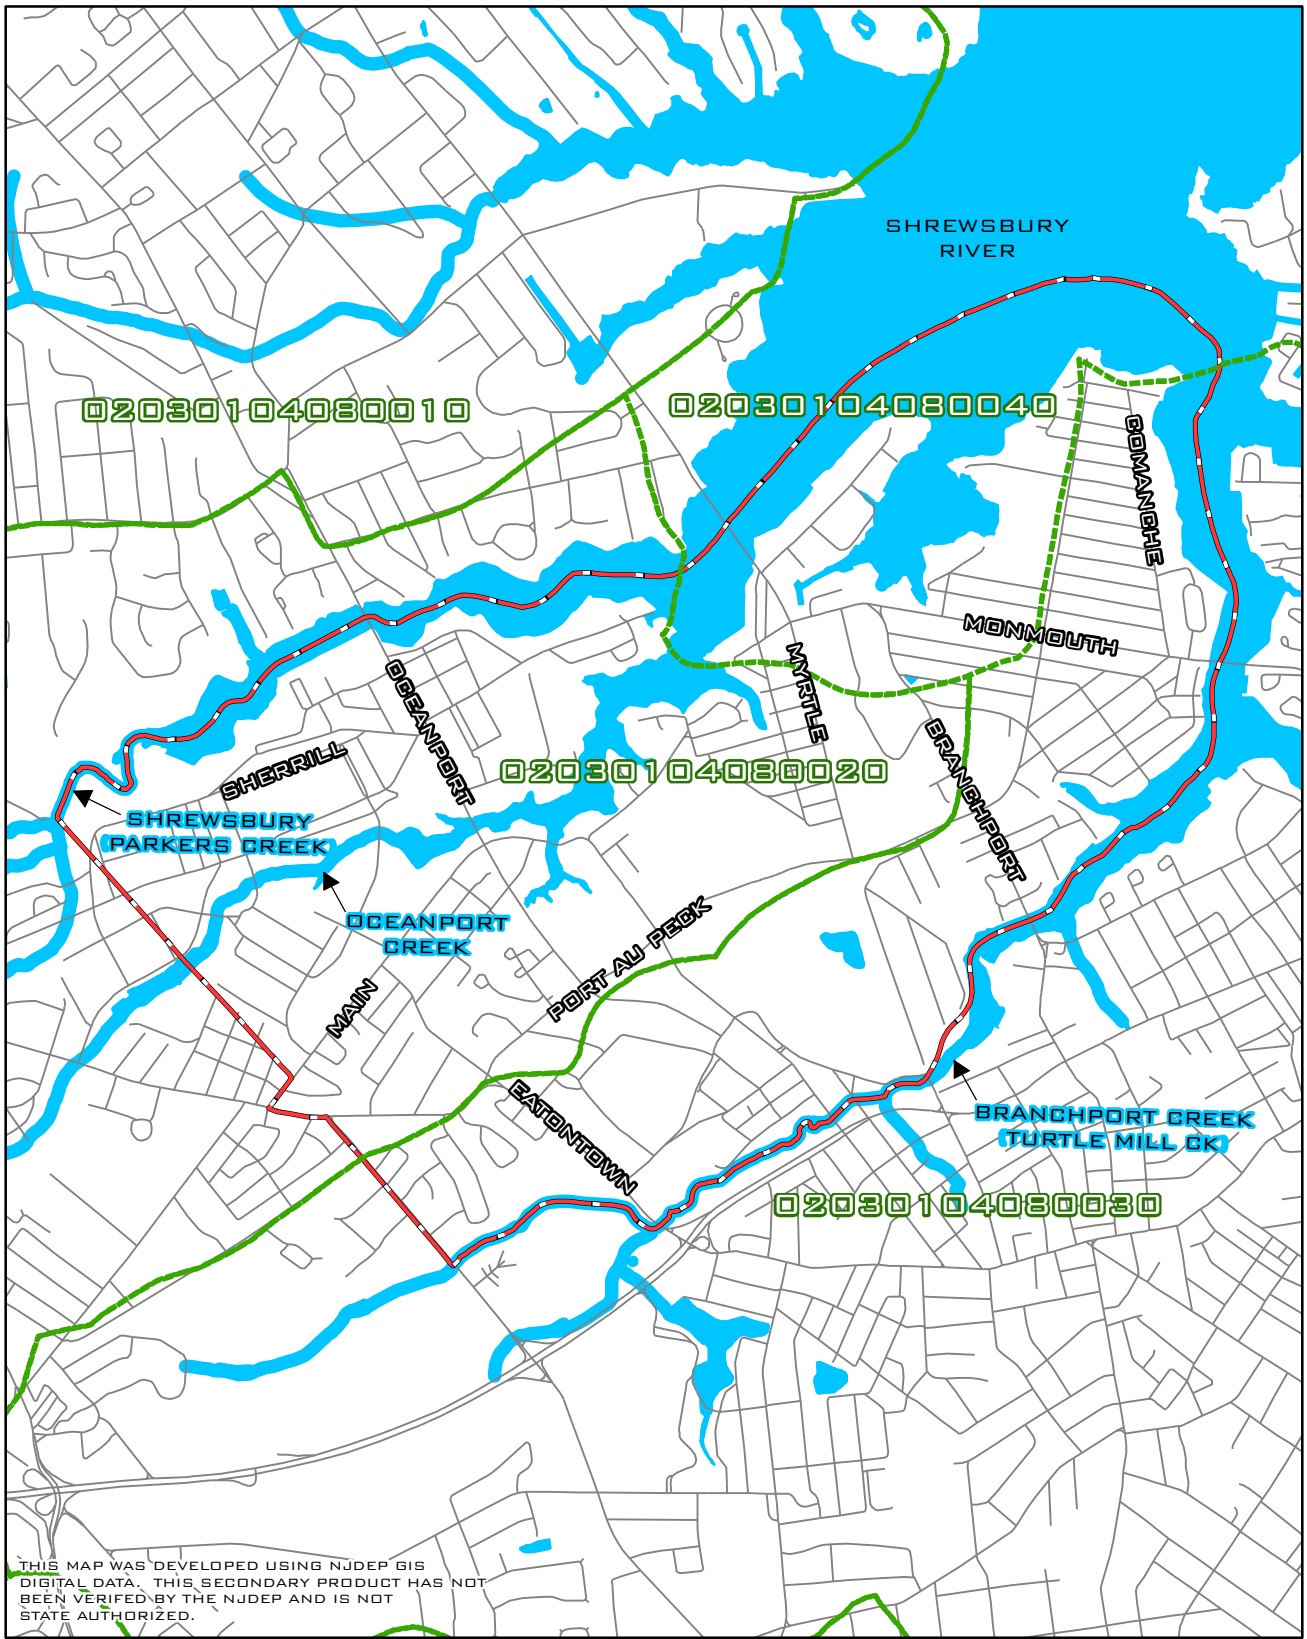 SHREWSBURY
RIVER
02030104080010
02030104080040
COMANCHE
MONMOUTH
MYRTLE
OCEANPORT
BRANCHPORT
SHERRILL
02030104080020
SHREWSBURY
PARKERS CREEK
OCEANPORT
CREEK
PORT AU PECK
MAIN
EATONTOWN
BRANCHPORT CREEK
TURTLE MILL CK
02030104080030
THIS MAP WAS DEVELOPED USING NJDEP GIS
DIGITAL DATA. THIS SECONDARY PRODUCT HAS NOT
BEEN VERIFED BY THE NJDEP AND IS NOT
STATE AUTHORIZED.